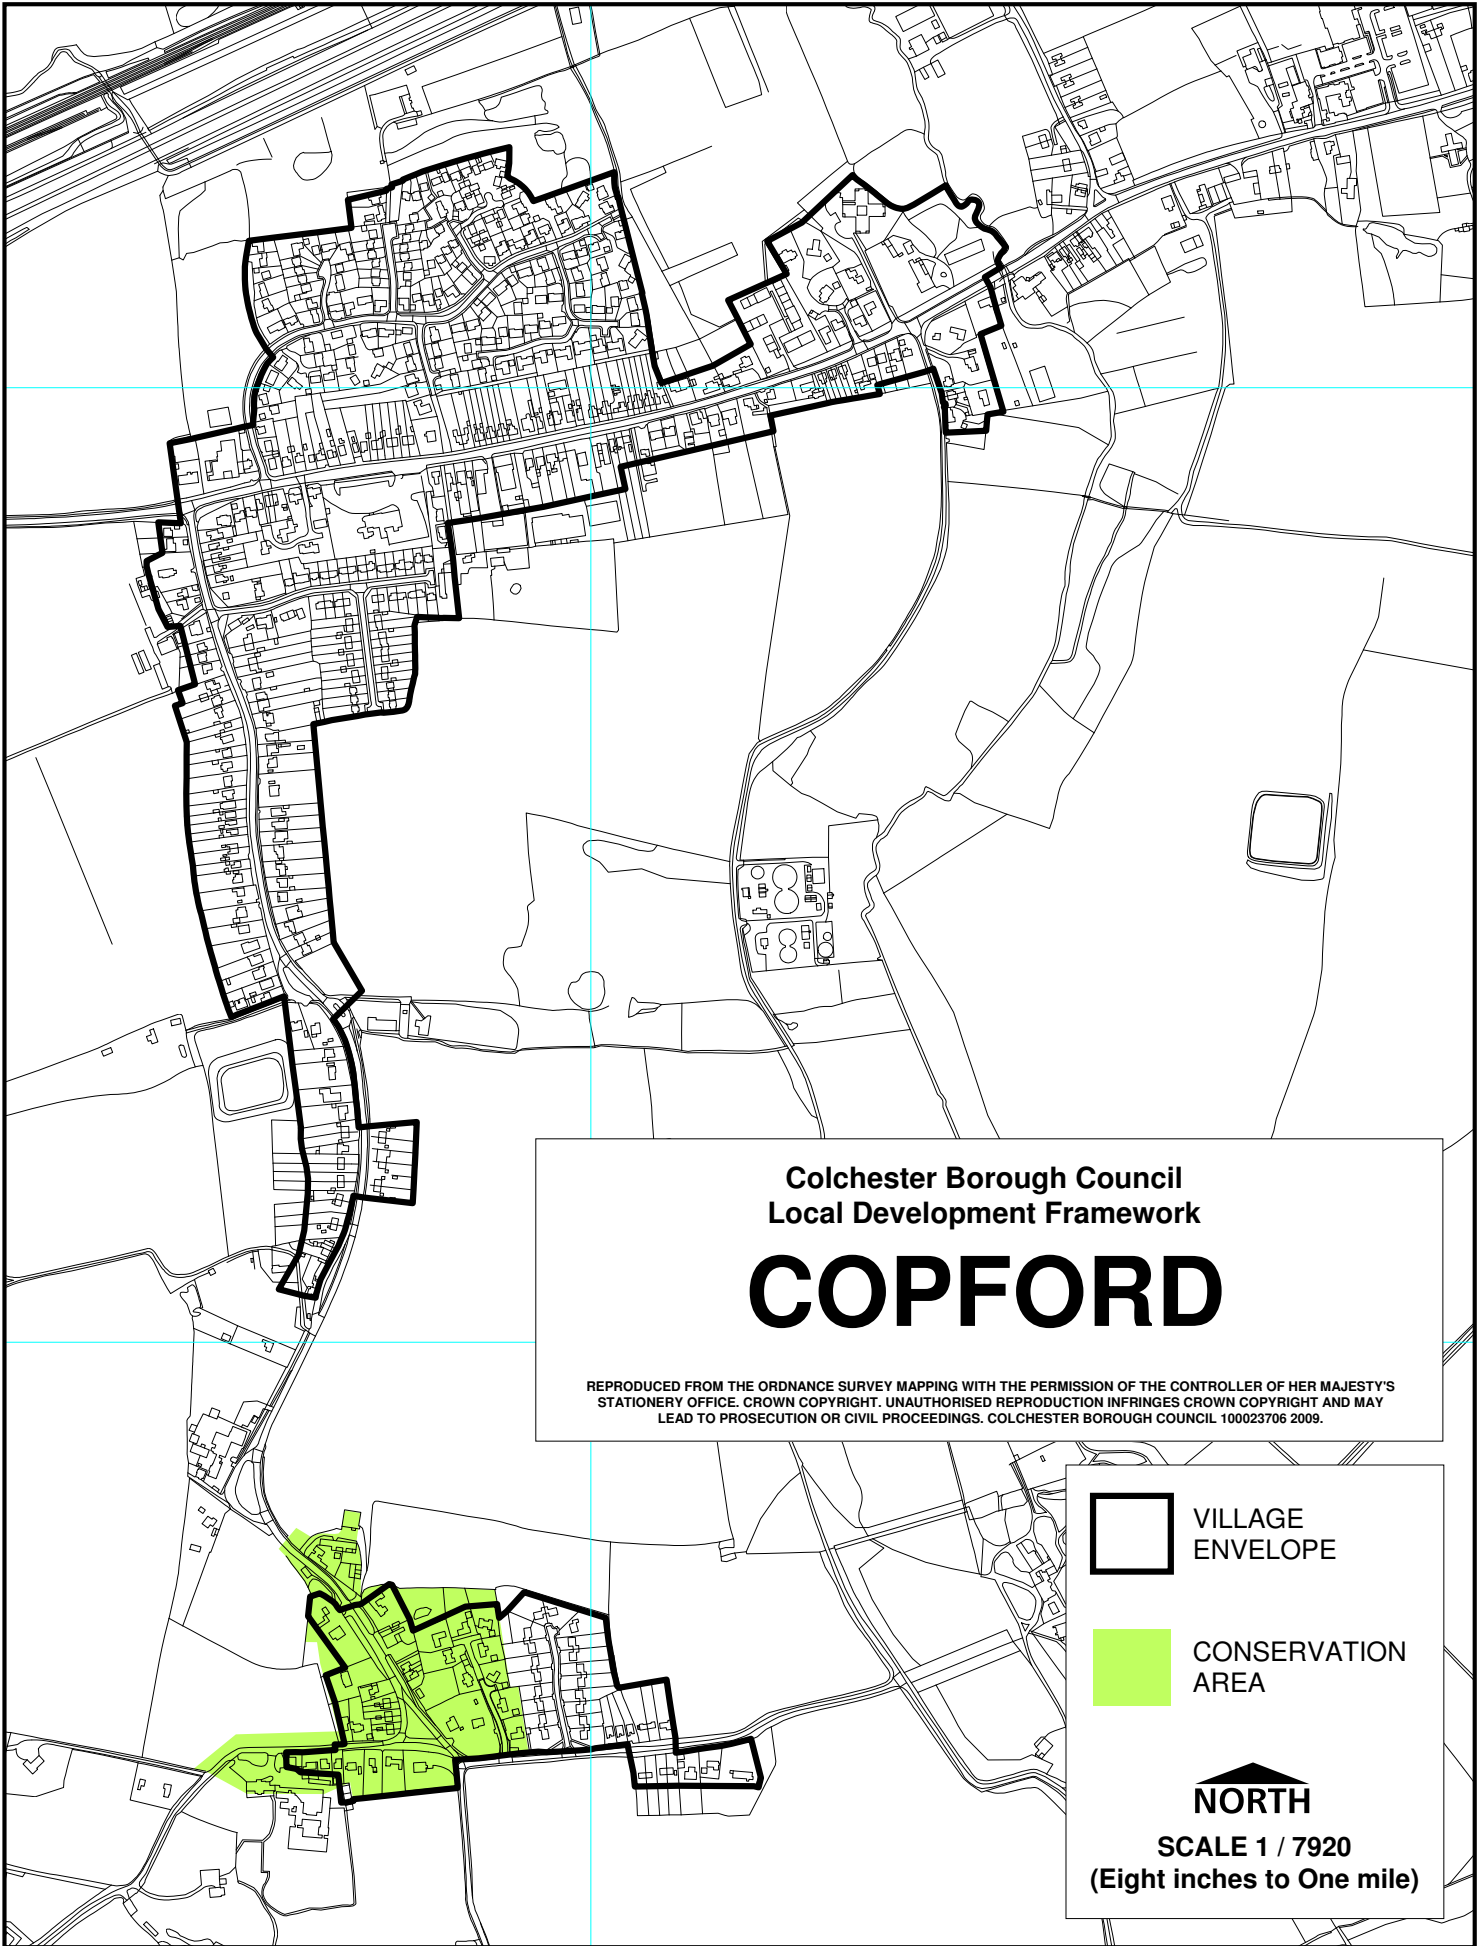 Colchester Borough Council
Local Development Framework
COPFORD
REPRODUCED FROM THE ORDNANCE SURVEY MAPPING WITH THE PERMISSION OF THE CONTROLLER OF HER MAJESTY'S
STATIONERY OFFICE. CROWN COPYRIGHT. UNAUTHORISED REPRODUCTION INFRINGES CROWN COPYRIGHT AND MAY
LEAD TO PROSECUTION OR CIVIL PROCEEDINGS. COLCHESTER BOROUGH COUNCIL 100023706 2009.
VILLAGE
ENVELOPE
CONSERVATION
AREA
NORTH
SCALE 1 / 7920
(Eight inches to One mile)